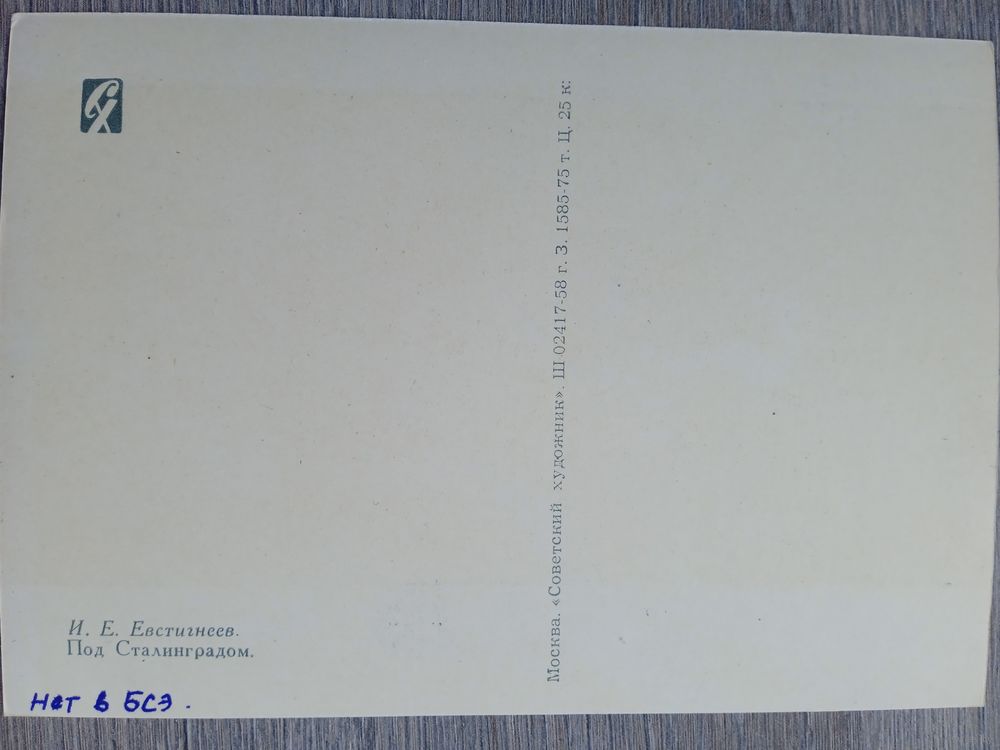 СХ
И. Е. Евстигнеев.
Под Сталинградом.
Нет в БСЭ.
Москва. «Советский художник». Ш 02417-58 г. З. 1585-75 т. Ц. 25 к.